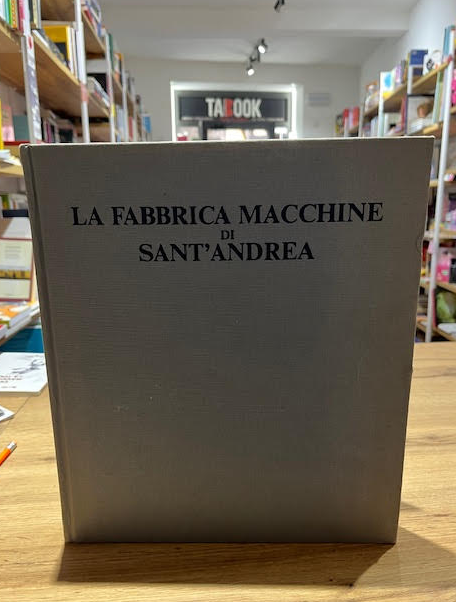 TABOOK
LA FABBRICA MACCHINE
DI
SANT'ANDREA